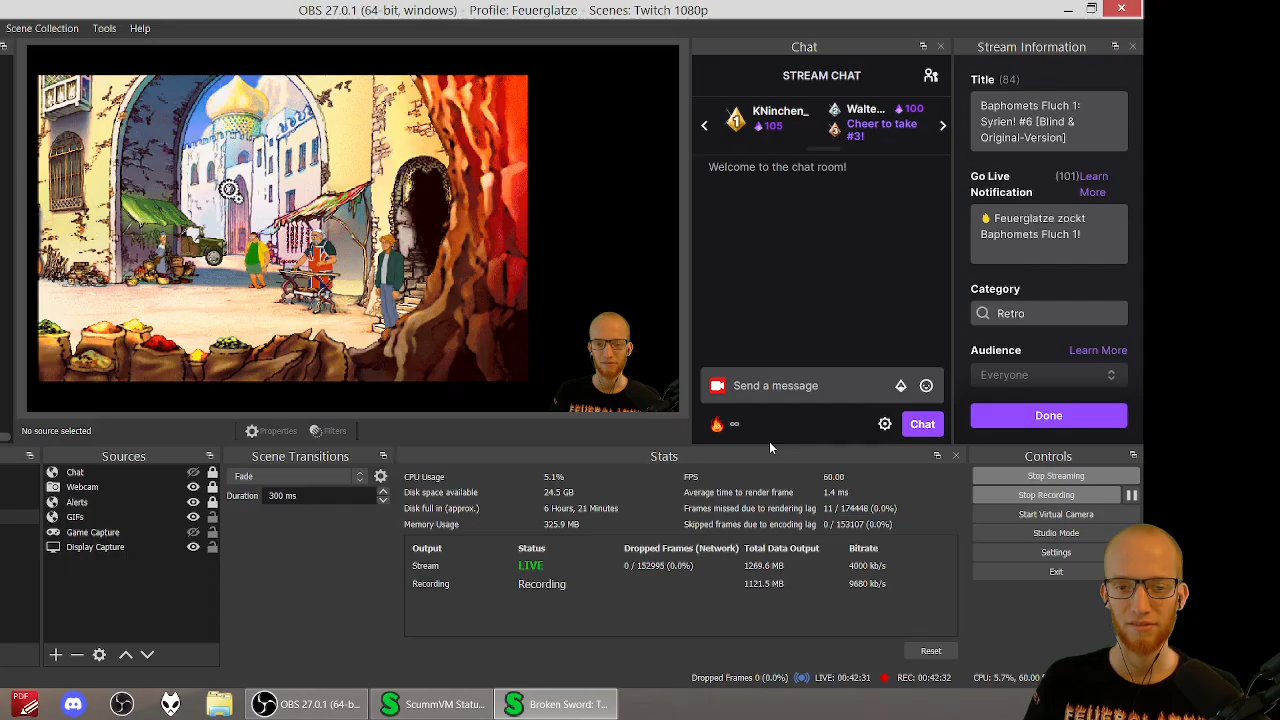 OBS 27.0.1 (64-bit, windows) - Profile: Feuerglatze - Scenes: Twitch 1080p
Scene Collection Tools Help
Chat
STREAM CHAT
1 KNinchen_
105
2 Walte... 100
3 Cheer to take
#3!
Welcome to the chat room!
Send a message
∞
Chat
Stream Information
Title (84)
Baphomets Fluch 1:
Syrien! #6 [Blind &
Original-Version]
Go Live (101)Learn
Notification More
Feuerglatze zockt
Baphomets Fluch 1!
Category
Retro
Audience Learn More
Everyone
Done
No source selected
Properties Filters
Sources
Chat
Webcam
Alerts
GIFs
Game Capture
Display Capture
Scene Transitions
Fade
Duration 300 ms
Stats
CPU Usage 5.1% FPS 60.00
Disk space available 24.5 GB Average time to render frame 1.4 ms
Disk full in (approx.) 6 Hours, 21 Minutes Frames missed due to rendering lag 11 / 174448 (0.0%)
Memory Usage 325.9 MB Skipped frames due to encoding lag 0 / 153107 (0.0%)
Output Status Dropped Frames (Network) Total Data Output Bitrate
Stream LIVE 0 / 152995 (0.0%) 1269.6 MB 4000 kb/s
Recording Recording 1121.5 MB 9680 kb/s
Reset
Controls
Stop Streaming
Stop Recording
Start Virtual Camera
Studio Mode
Settings
Exit
Dropped Frames 0 (0.0%) LIVE: 00:42:31 REC: 00:42:32 CPU: 5.7%, 60.00
PDF
OBS 27.0.1 (64-b... ScummVM Statu... Broken Sword: T...